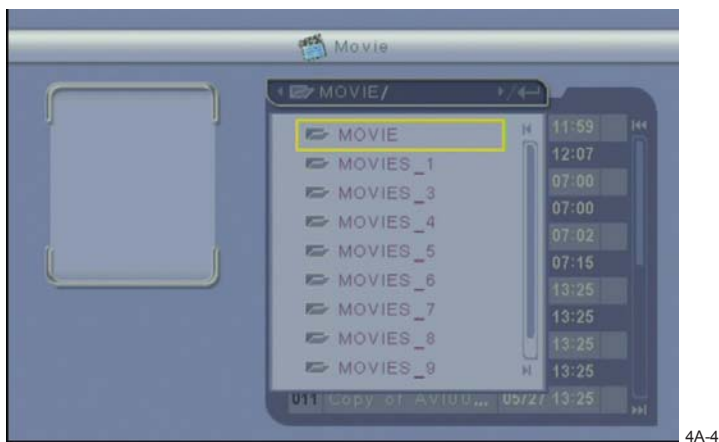 Movie
MOVIE/
MOVIE 11:59
MOVIES_1 12:07
MOVIES_3 07:00
MOVIES_4 07:00
MOVIES_5 07:02
MOVIES_6 07:15
MOVIES_7 13:25
MOVIES_8 13:25
MOVIES_9 13:25
13:25
011 Copy of AVI00... 05/27 13:25
4A-4